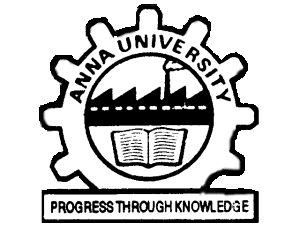 ANNA UNIVERSITY
PROGRESS THROUGH KNOWLEDGE